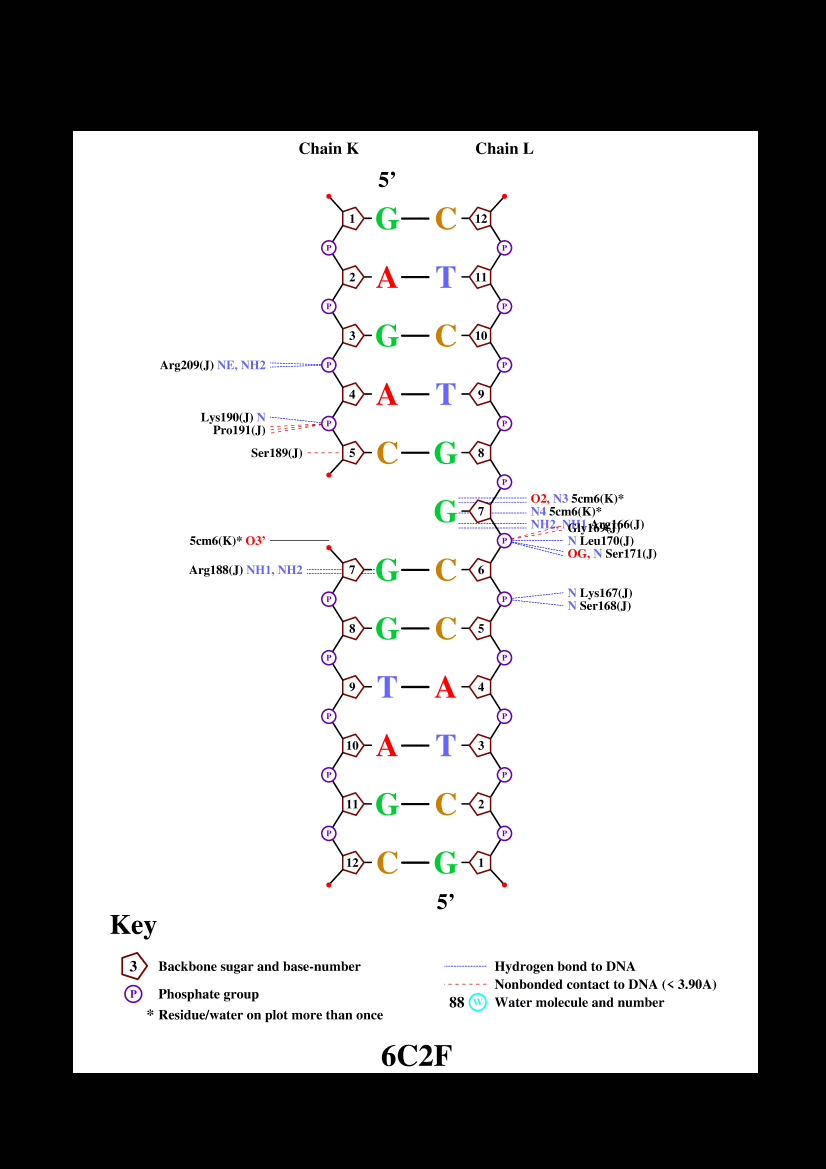 Chain K Chain L
5’
1 G C 12
P P
2 A T 11
P P
3 G C 10
Arg209(J) NE, NH2 P P
4 A T 9
Lys190(J) N P P
Pro191(J)
Ser189(J) 5 C G 8
P
O2, N3 5cm6(K)*
G 7 N4 5cm6(K)*
NH2, NH1 Arg166(J)
Gly169(J)
5cm6(K)* O3’ P N Leu170(J)
OG, N Ser171(J)
Arg188(J) NH1, NH2 7 G C 6
N Lys167(J)
P P
N Ser168(J)
8 G C 5
P P
9 T A 4
P P
10 A T 3
P P
11 G C 2
P P
12 C G 1
5’
Key
3 Backbone sugar and base-number Hydrogen bond to DNA
Nonbonded contact to DNA (< 3.90A)
P Phosphate group 88 W Water molecule and number
* Residue/water on plot more than once
6C2F